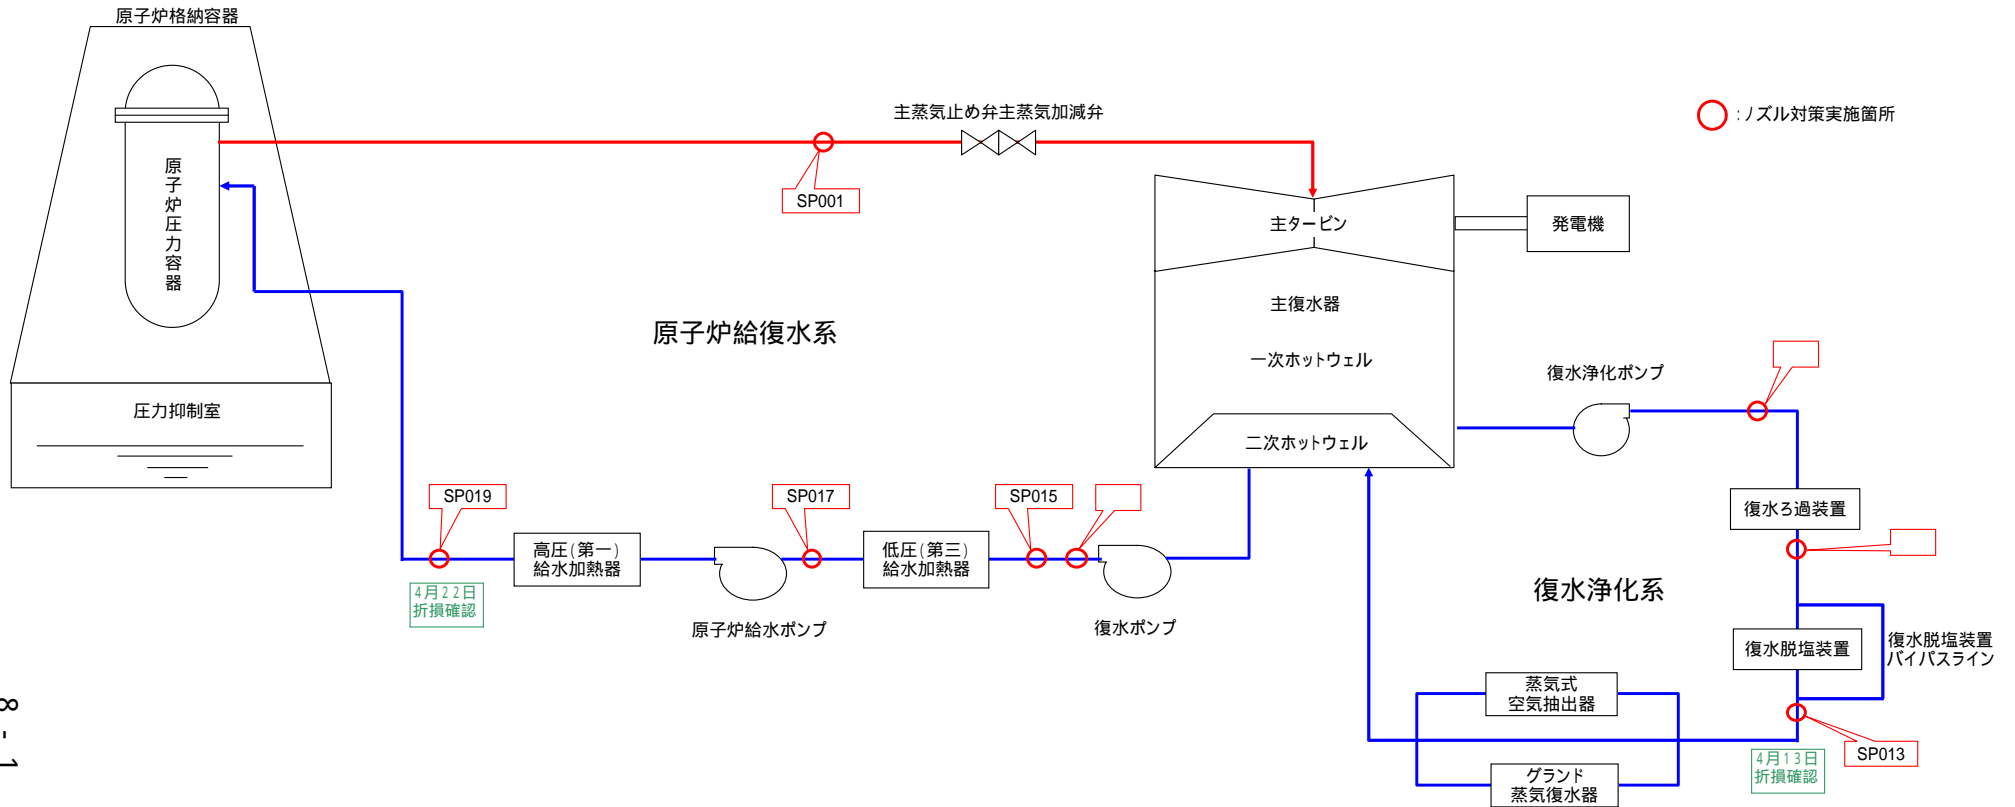 原子炉格納容器
主蒸気止め弁主蒸気加減弁
:ノズル対策実施箇所
原子炉圧力容器
SP001
主タービン
発電機
主復水器
原子炉給復水系
一次ホットウェル
復水浄化ポンプ
圧力抑制室
二次ホットウェル
SP019
SP017
SP015
復水ろ過装置
高圧(第一)
給水加熱器
低圧(第三)
給水加熱器
4月22日
折損確認
復水浄化系
原子炉給水ポンプ
復水ポンプ
復水脱塩装置
復水脱塩装置
バイパスライン
蒸気式
空気抽出器
SP013
4月13日
折損確認
グランド
蒸気復水器
8-1